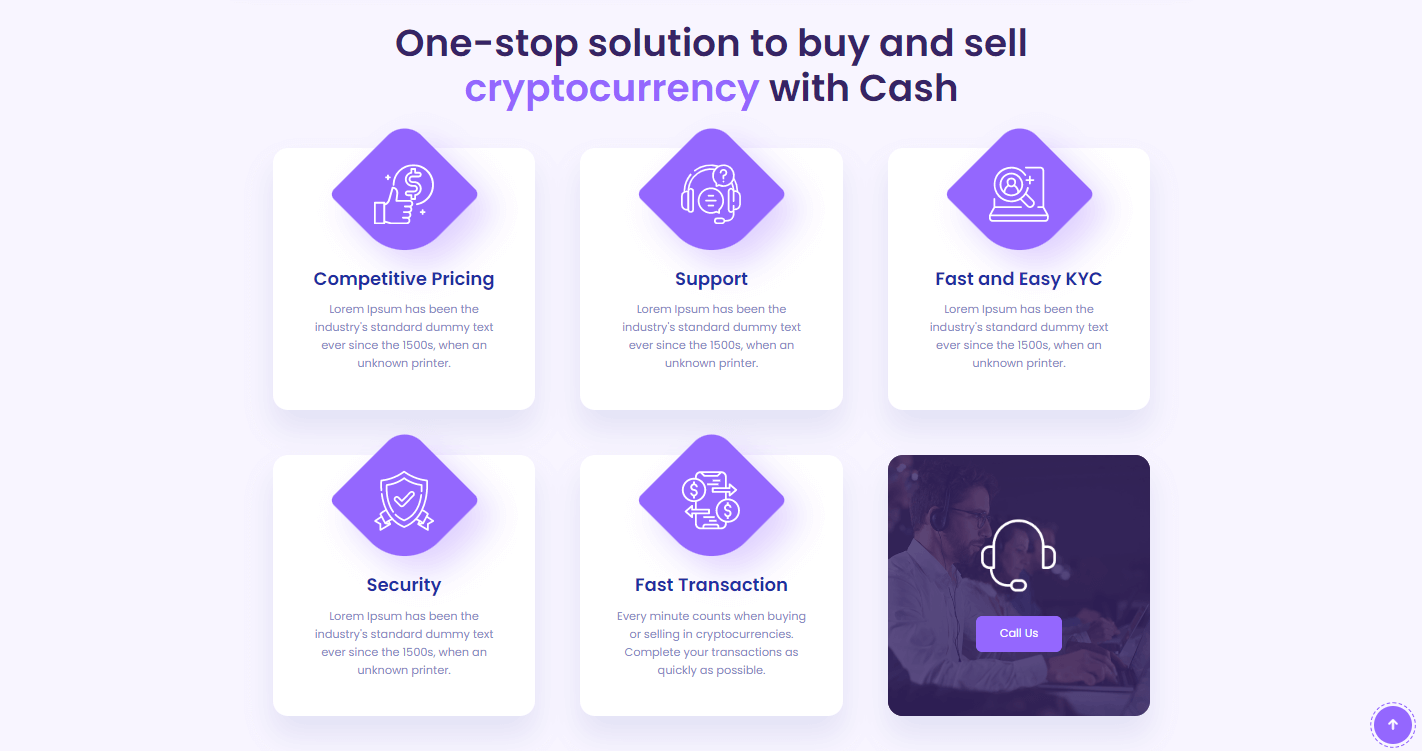 One-stop solution to buy and sell
cryptocurrency with Cash
Competitive Pricing
Lorem Ipsum has been the
industry's standard dummy text
ever since the 1500s, when an
unknown printer.
Support
Lorem Ipsum has been the
industry's standard dummy text
ever since the 1500s, when an
unknown printer.
Fast and Easy KYC
Lorem Ipsum has been the
industry's standard dummy text
ever since the 1500s, when an
unknown printer.
Security
Lorem Ipsum has been the
industry's standard dummy text
ever since the 1500s, when an
unknown printer.
Fast Transaction
Every minute counts when buying
or selling in cryptocurrencies.
Complete your transactions as
quickly as possible.
Call Us